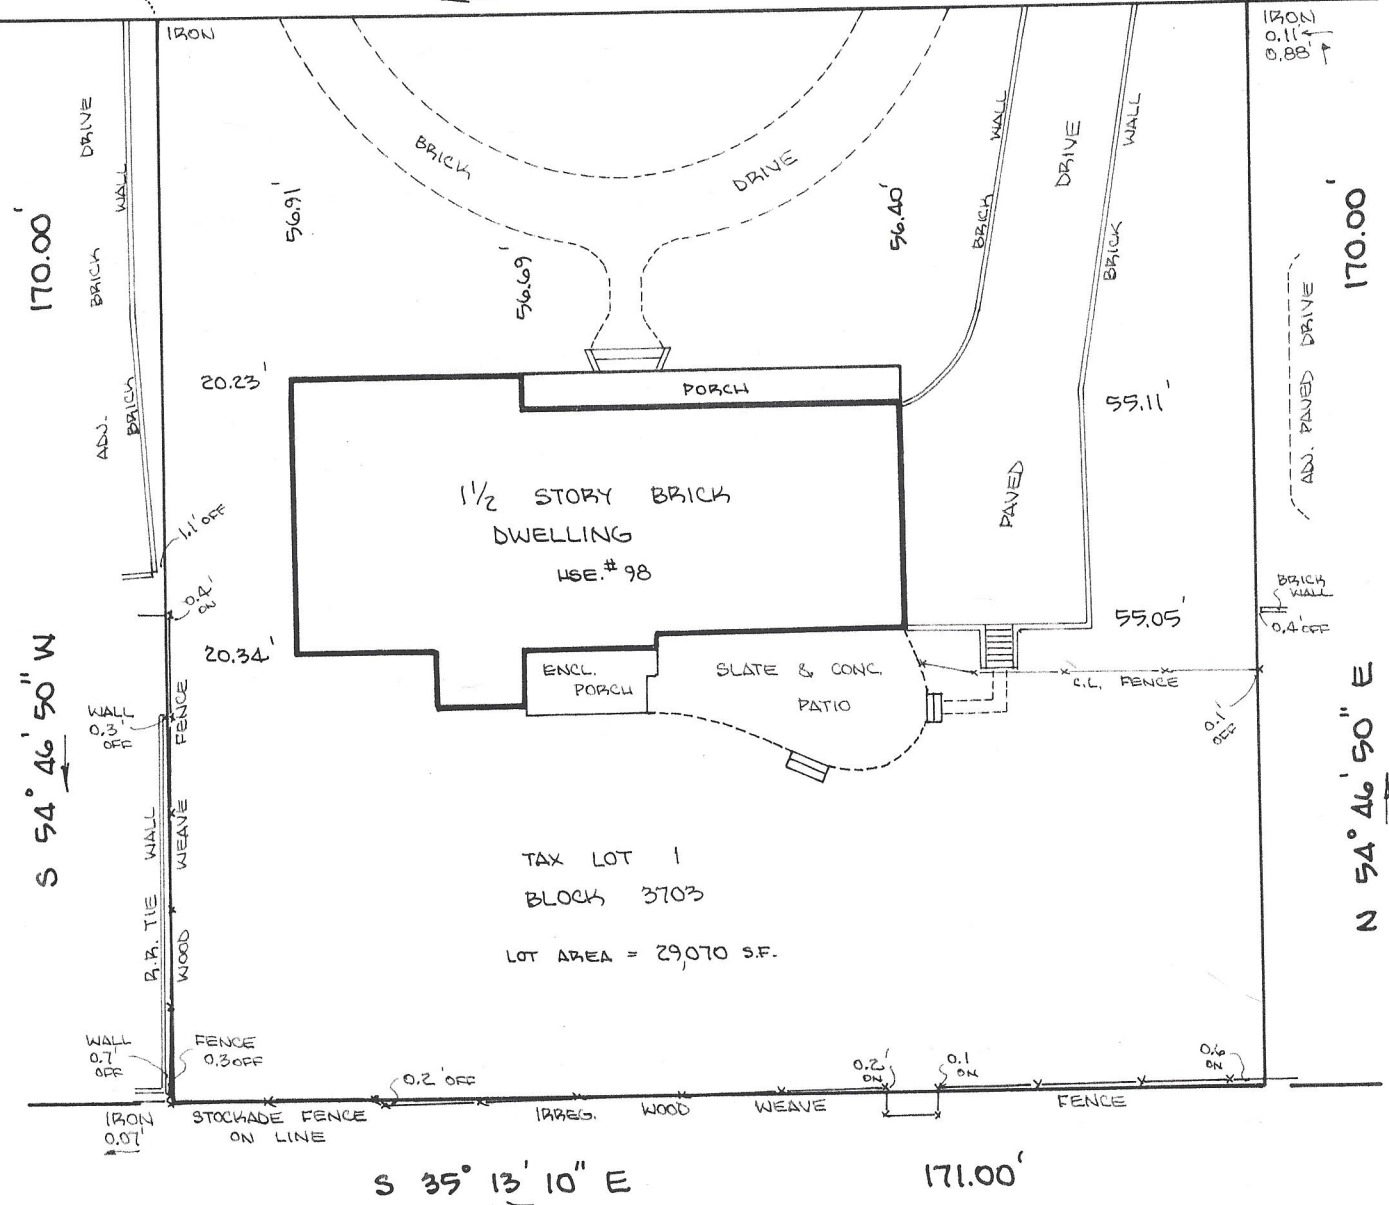 IRON
IRON
0.11'
0.88'
DRIVE
BRICK
WALL
BRICK
ADJ.
BRICK
DRIVE
WALL
BRICK
DRIVE
WALL
BRICK
170.00'
56.91'
56.69'
56.40'
170.00'
ADJ. PAVED DRIVE
20.23'
PORCH
55.11'
1½ STORY BRICK
DWELLING
HSE.# 98
PAVED
1.1' OFF
0.4'
ON
BRICK
WALL
0.4' OFF
55.05'
20.34'
ENCL.
PORCH
SLATE & CONC.
PATIO
C.L. FENCE
0.1'
OFF
S 54° 46' 50" W
N 54° 46' 50" E
WALL
0.3'
OFF
R.R. TIE WALL
WOOD WEAVE FENCE
TAX LOT 1
BLOCK 3703
LOT AREA = 29,070 S.F.
WALL
0.7'
OFF
FENCE
0.3 OFF
0.2' OFF
0.2'
ON
0.1
ON
0.6
ON
IRON
0.07'
STOCKADE FENCE
ON LINE
IRREG. WOOD WEAVE FENCE
S 35° 13' 10" E 171.00'